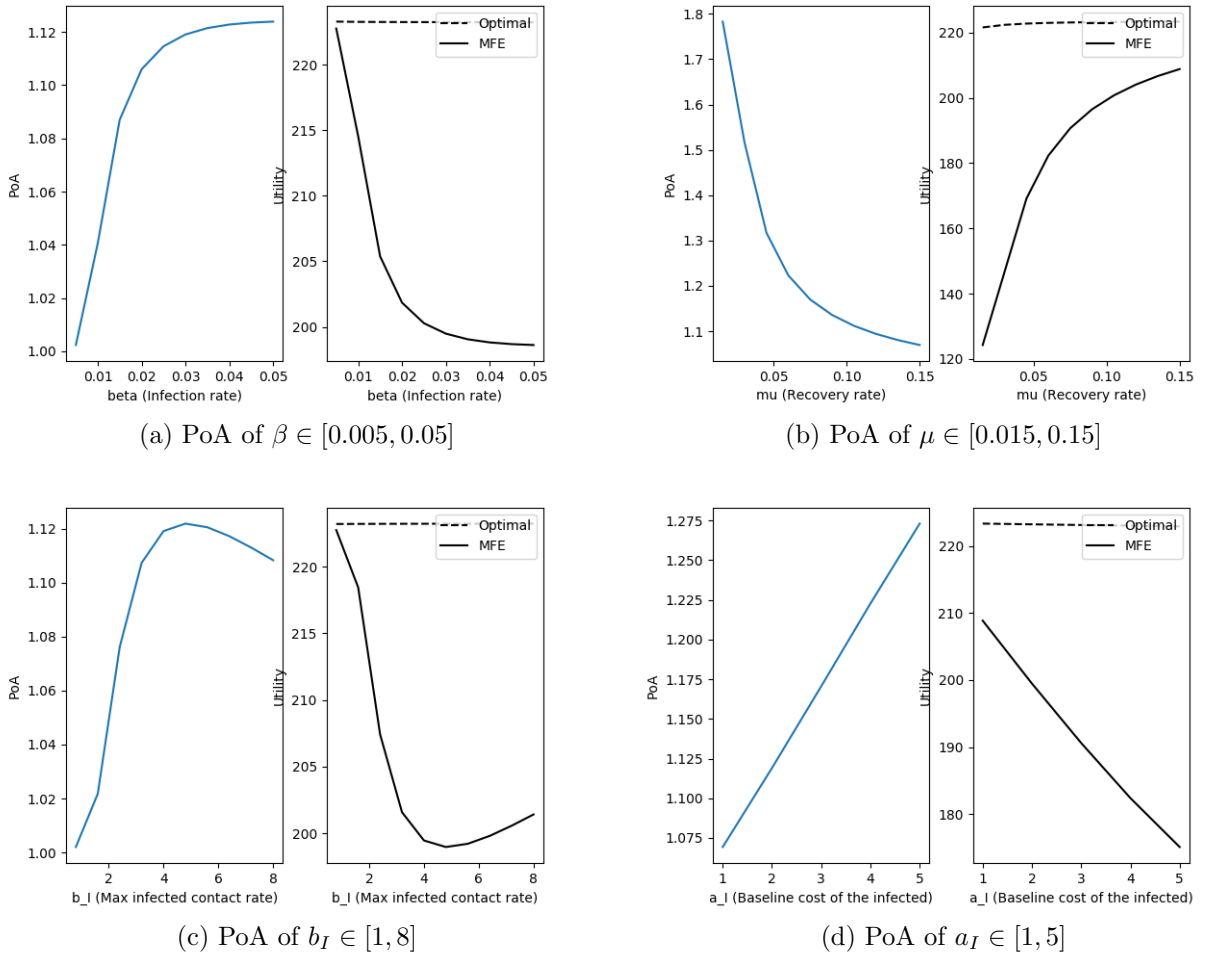 PoA
1.12
1.10
1.08
1.06
1.04
1.02
1.00
0.01 0.02 0.03 0.04 0.05
beta (Infection rate)
Utility
220
215
210
205
200
Optimal
MFE
0.01 0.02 0.03 0.04 0.05
beta (Infection rate)
(a) PoA of β ∈ [0.005, 0.05]
PoA
1.8
1.7
1.6
1.5
1.4
1.3
1.2
1.1
0.05 0.10 0.15
mu (Recovery rate)
Utility
220
200
180
160
140
120
Optimal
MFE
0.05 0.10 0.15
mu (Recovery rate)
(b) PoA of μ ∈ [0.015, 0.15]
PoA
1.12
1.10
1.08
1.06
1.04
1.02
1.00
2 4 6 8
b_I (Max infected contact rate)
Utility
220
215
210
205
200
Optimal
MFE
2 4 6 8
b_I (Max infected contact rate)
(c) PoA of b_I ∈ [1, 8]
PoA
1.275
1.250
1.225
1.200
1.175
1.150
1.125
1.100
1.075
1 2 3 4 5
a_I (Baseline cost of the infected)
Utility
220
210
200
190
180
Optimal
MFE
1 2 3 4 5
a_I (Baseline cost of the infected)
(d) PoA of a_I ∈ [1, 5]